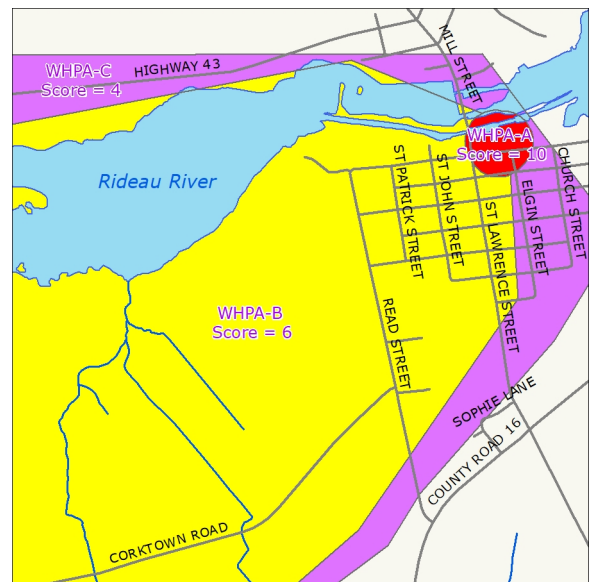 MILL STREET
HIGHWAY 43
WHPA-C
Score = 4
WHPA-A
Score = 10
Rideau River
ST PATRICK STREET
ST JOHN STREET
CHURCH STREET
ELGIN STREET
ST LAWRENCE STREET
WHPA-B
Score = 6
READ STREET
SOPHIE LANE
COUNTY ROAD 16
CORKTOWN ROAD